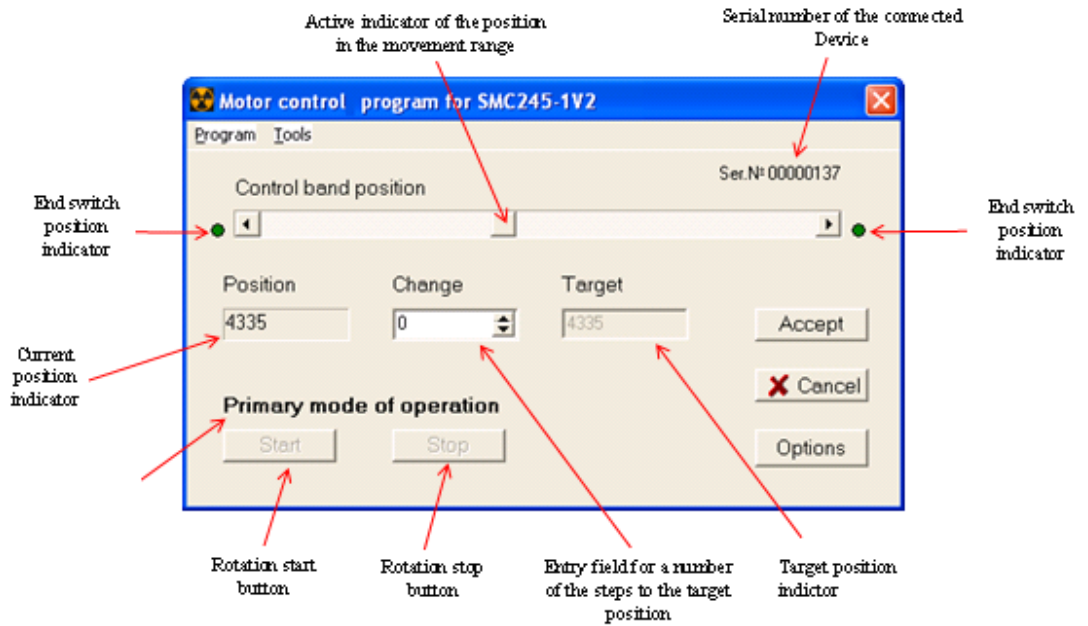 Active indicator of the position
in the movement range
Serial number of the connected
Device
Motor control program for SMC245-1V2
Program Tools
Ser.№ 00000137
Control band position
End switch
position
indicator
End switch
position
indicator
Position Change Target
4335 0 4335
Accept
Current
position
indicator
Cancel
Primary mode of operation
Start Stop Options
Rotation start
button
Rotation stop
button
Entry field for a number
of the steps to the target
position
Target position
indictor